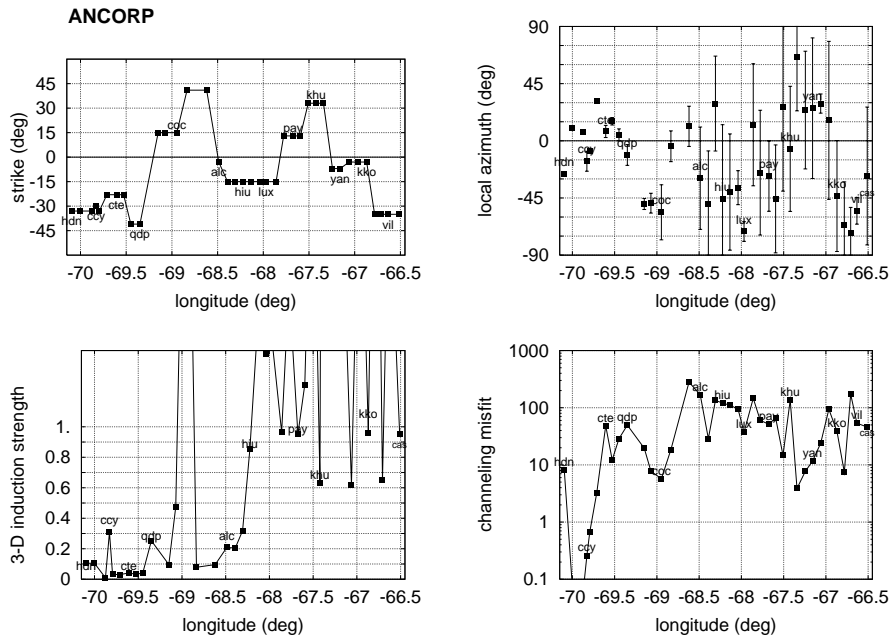 ANCORP
strike (deg)
45
30
15
0
-15
-30
-45
hdn
ccy
cte
qdp
coc
alc
hiu
lux
pay
khu
yan
kko
vil
-70 -69.5 -69 -68.5 -68 -67.5 -67 -66.5
longitude (deg)
local azimuth (deg)
90
45
0
-45
-90
hdn
ccy
cte
qdp
coc
alc
hiu
lux
pay
khu
yan
kko
vil
cas
-70 -69.5 -69 -68.5 -68 -67.5 -67 -66.5
longitude (deg)
3-D induction strength
1.
0.8
0.6
0.4
0.2
0
hdn
ccy
cte
qdp
alc
hiu
pay
khu
kko
cas
-70 -69.5 -69 -68.5 -68 -67.5 -67 -66.5
longitude (deg)
channeling misfit
1000
100
10
1
0.1
hdn
ccy
cte
qdp
coc
alc
hiu
lux
pay
khu
yan
kko
vil
cas
-70 -69.5 -69 -68.5 -68 -67.5 -67 -66.5
longitude (deg)